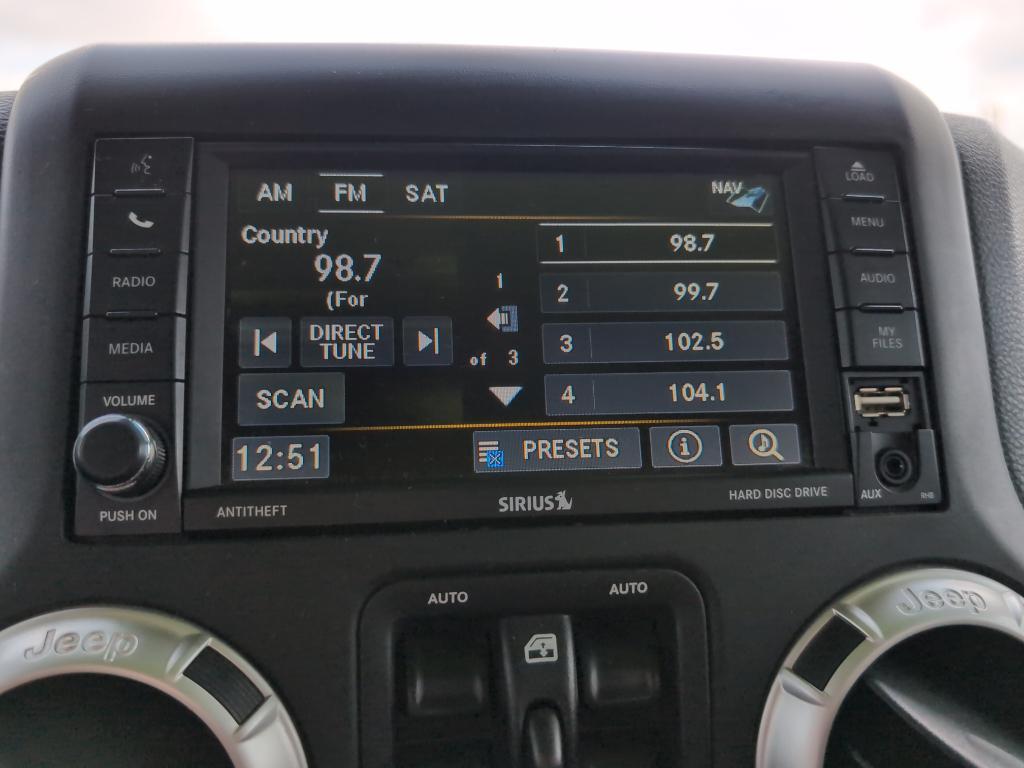 AM FM SAT NAV
Country
98.7
(For
DIRECT
TUNE
SCAN
12:51
1
of 3
1 98.7
2 99.7
3 102.5
4 104.1
PRESETS
RADIO
MEDIA
VOLUME
PUSH ON
LOAD
MENU
AUDIO
MY
FILES
AUX RHB
ANTITHEFT
SIRIUS
HARD DISC DRIVE
AUTO AUTO
Jeep Jeep